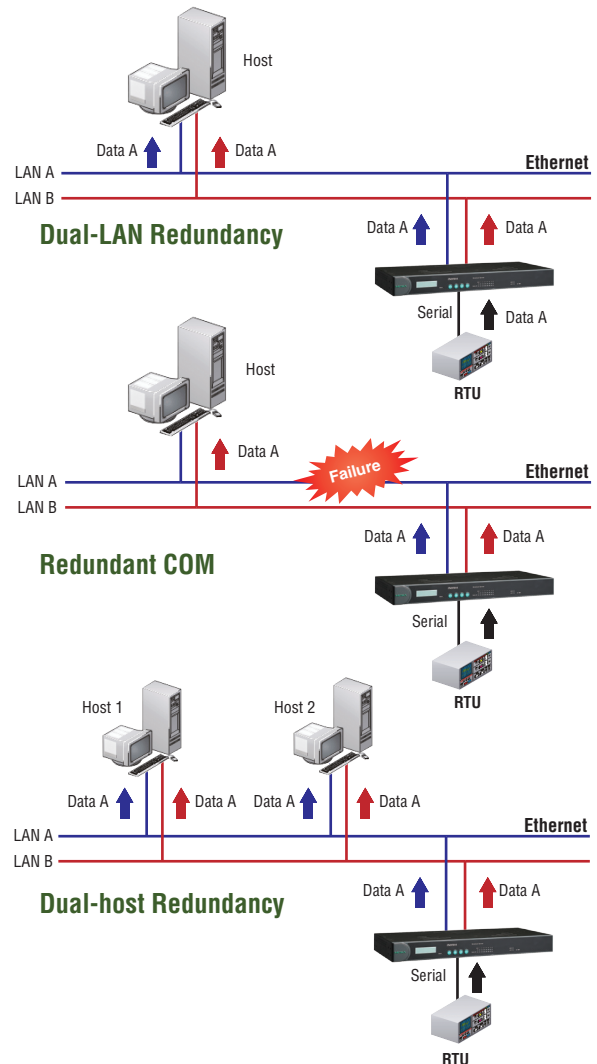 Host
Data A Data A
LAN A Ethernet
LAN B
Dual-LAN Redundancy
Data A Data A
Serial Data A
RTU
Host
Data A
Failure
LAN A Ethernet
LAN B
Data A Data A
Redundant COM
Serial
RTU
Host 1 Host 2
Data A Data A Data A Data A
LAN A Ethernet
LAN B
Data A Data A
Dual-host Redundancy
Serial
RTU